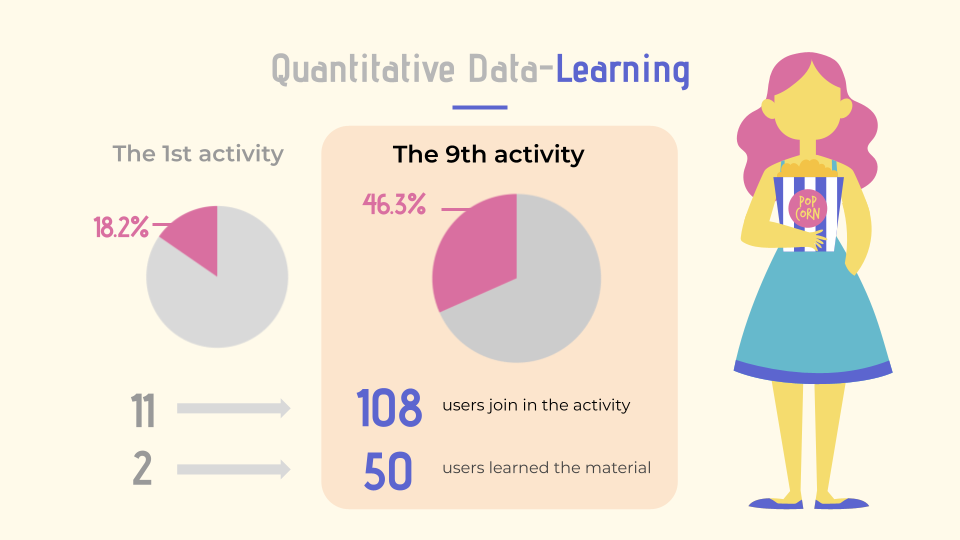 Quantitative Data-Learning
The 1st activity
18.2%
The 9th activity
46.3%
11
108
users join in the activity
2
50
users learned the material
POP
CORN